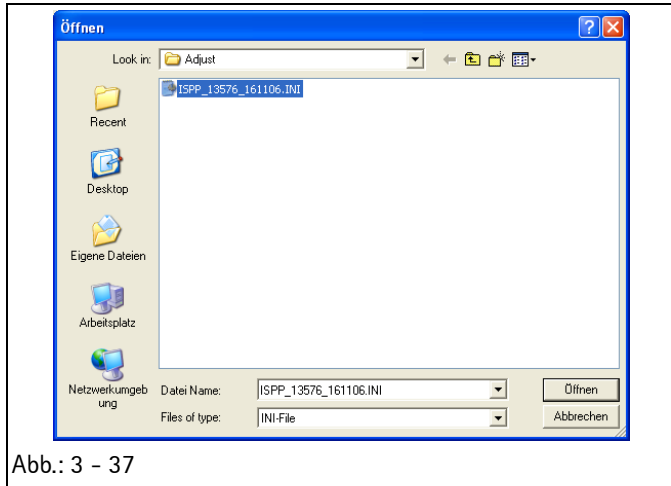 Öffnen
Look in:
Adjust
ISPP_13576_161106.INI
Recent
Desktop
Eigene Dateien
Arbeitsplatz
Netzwerkumgeb
ung
Datei Name:
ISPP_13576_161106.INI
Öffnen
Files of type:
INI-File
Abbrechen
Abb.: 3 - 37